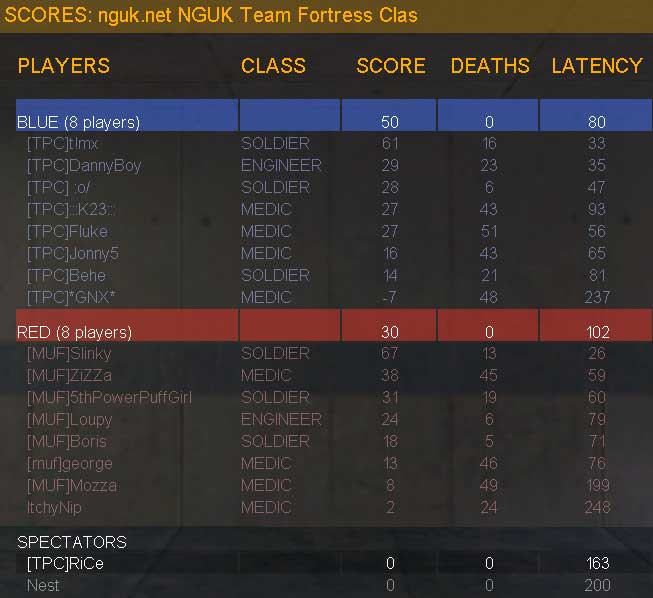 SCORES: nguk.net NGUK Team Fortress Clas
PLAYERS CLASS SCORE DEATHS LATENCY
BLUE (8 players) 50 0 80
[TPC]t!mx SOLDIER 61 16 33
[TPC]DannyBoy ENGINEER 29 23 35
[TPC] :o/ SOLDIER 28 6 47
[TPC]:::K23::: MEDIC 27 43 93
[TPC]Fluke MEDIC 27 51 56
[TPC]Jonny5 MEDIC 16 43 65
[TPC]Behe SOLDIER 14 21 81
[TPC]*GNX* MEDIC -7 48 237
RED (8 players) 30 0 102
[MUF]Slinky SOLDIER 67 13 26
[MUF]ZiZZa MEDIC 38 45 59
[MUF]5thPowerPuffGirl SOLDIER 31 19 60
[MUF]Loupy ENGINEER 24 6 79
[MUF]Boris SOLDIER 18 5 71
[muf]george MEDIC 13 46 76
[MUF]Mozza MEDIC 8 49 199
ItchyNip MEDIC 2 24 248
SPECTATORS
[TPC]RiCe 0 0 163
Nest 0 0 200